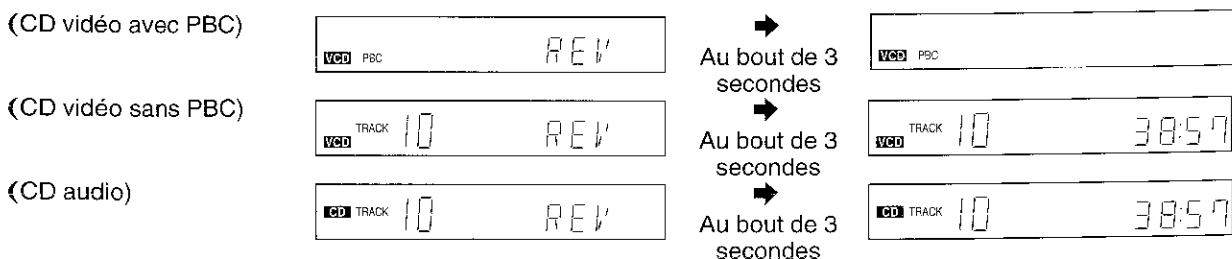 (CD vidéo avec PBC)
VCD PBC REV
➡
Au bout de 3
secondes
VCD PBC
(CD vidéo sans PBC)
VCD TRACK 10 REV
➡
Au bout de 3
secondes
VCD TRACK 10 38:57
(CD audio)
CD TRACK 10 REV
➡
Au bout de 3
secondes
CD TRACK 10 38:57